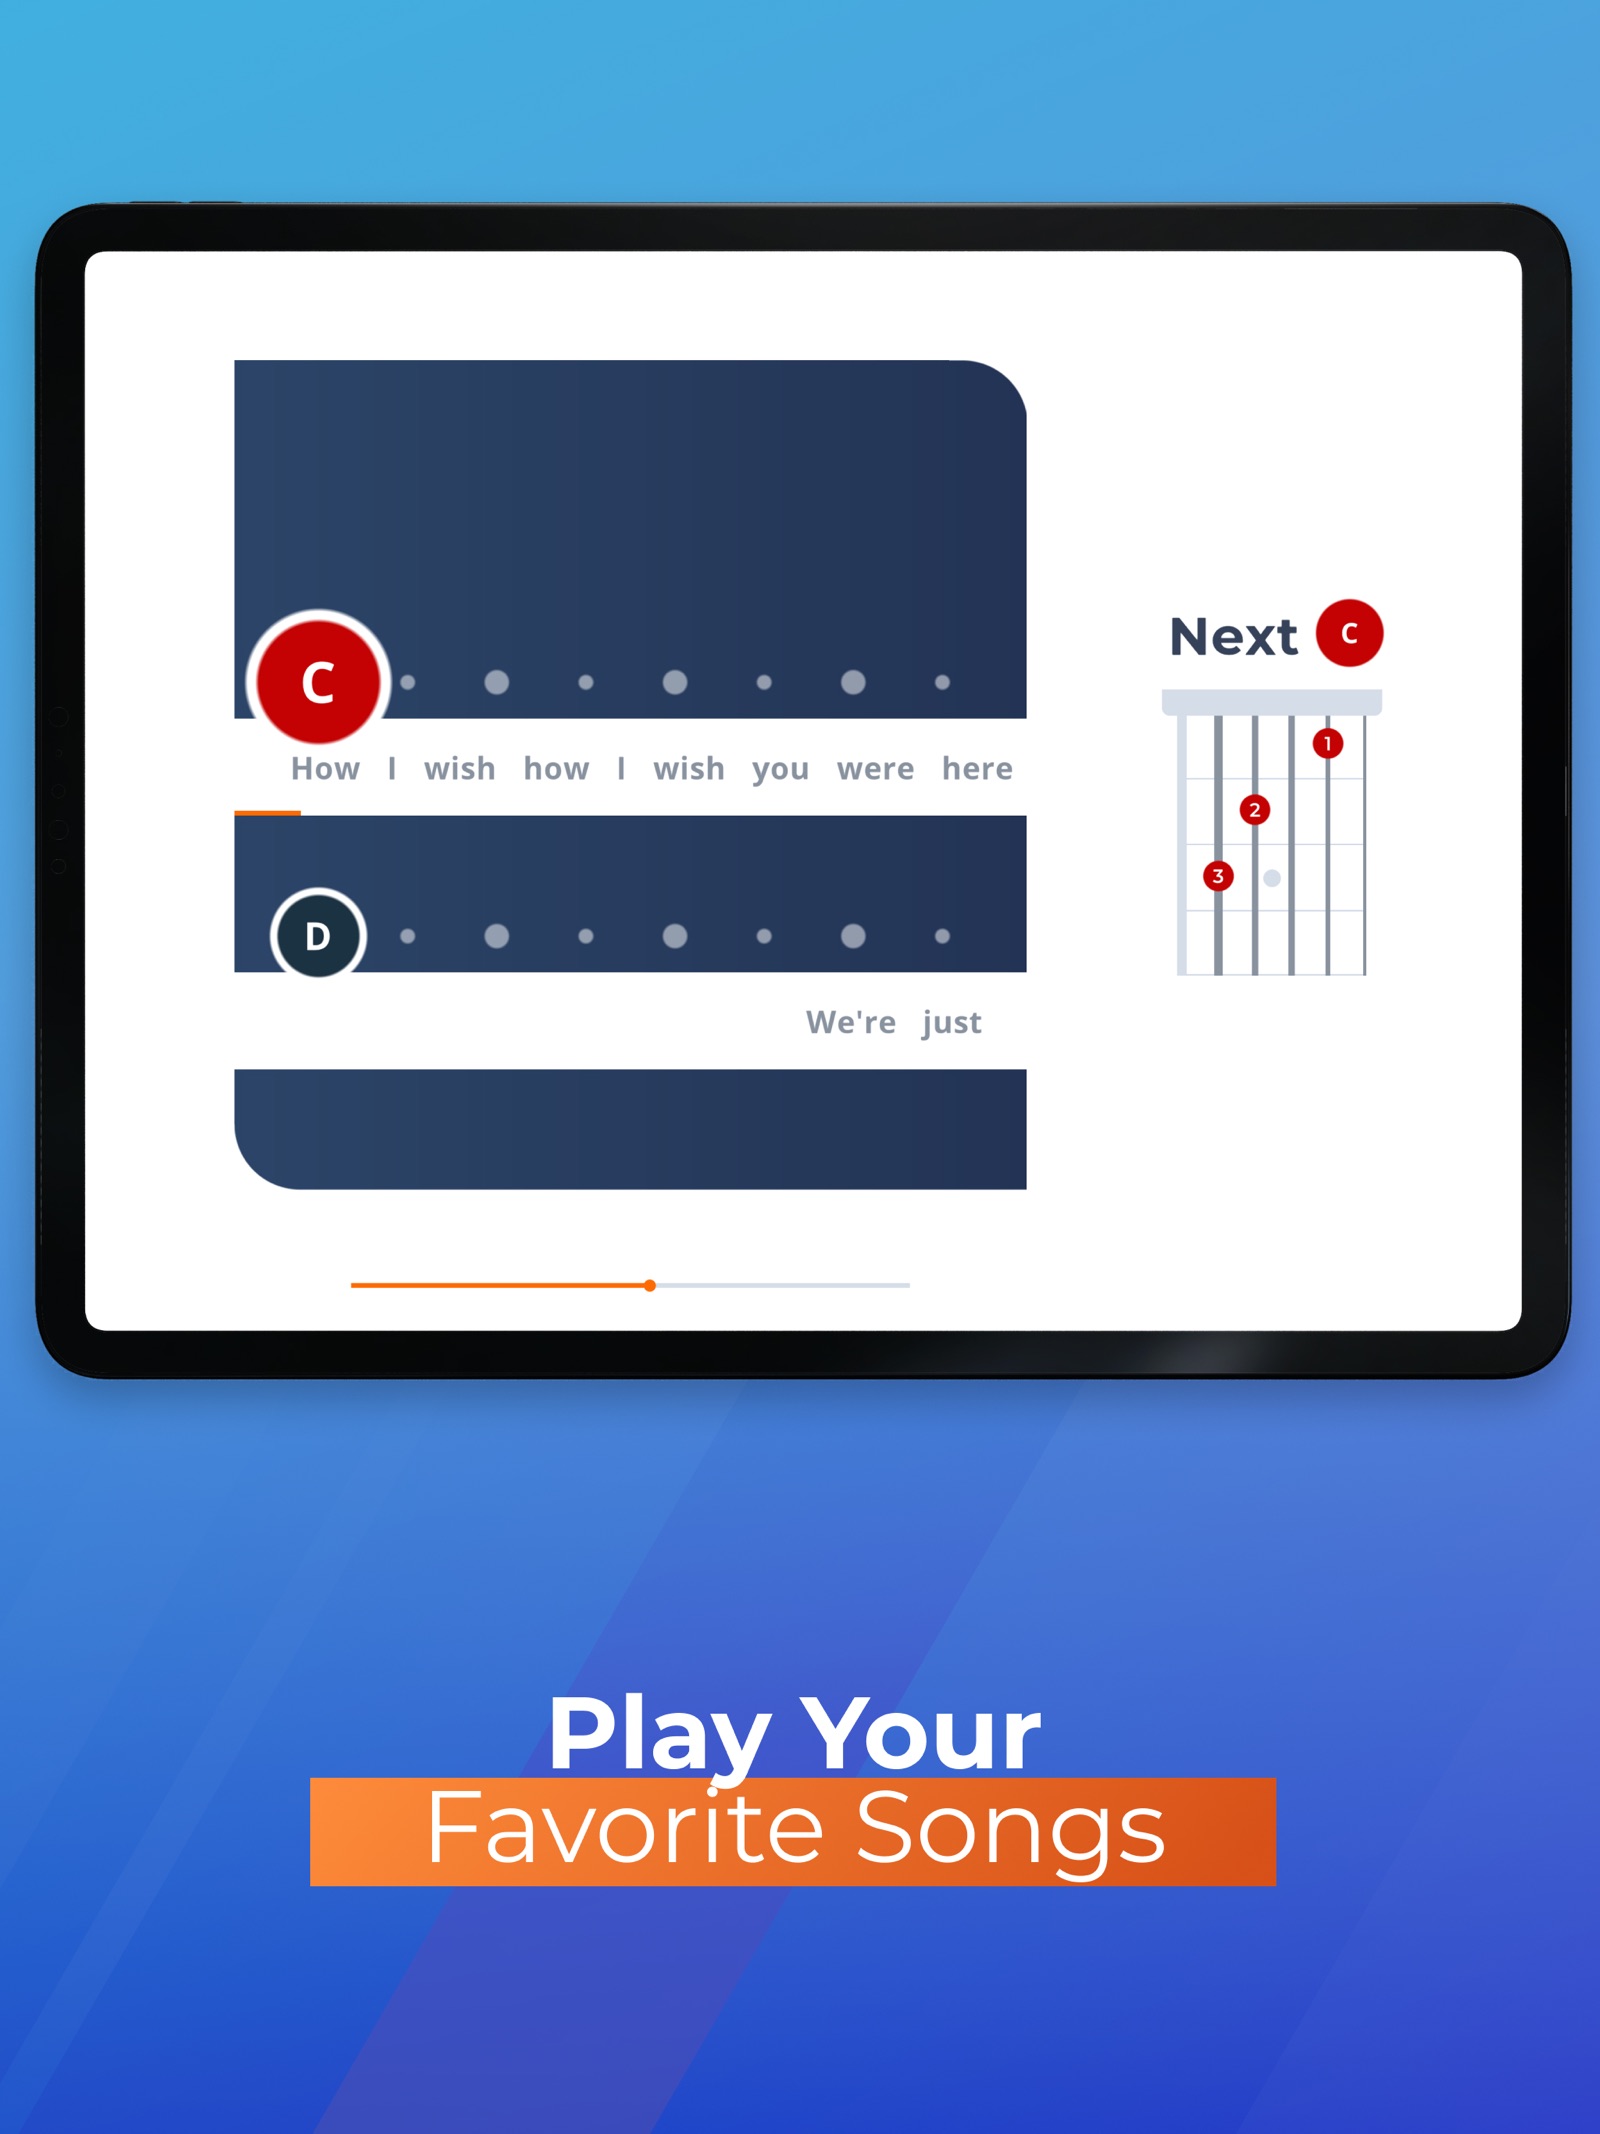 C
How I wish how I wish you were here
D
We're just
Next C
1
2
3
Play Your
Favorite Songs